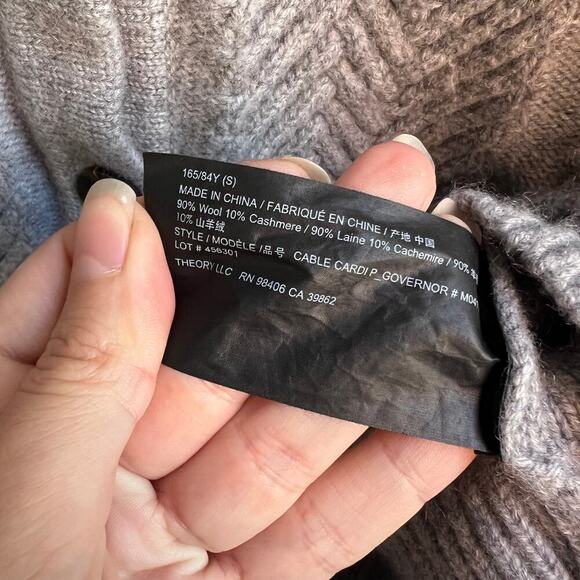 165/84Y (S)
MADE IN CHINA / FABRIQUÉ EN CHINE / 产地 中国
90% Wool 10% Cashmere / 90% Laine 10% Cachemire / 90%
10% 山羊绒
STYLE / MODÈLE /品号 CABLE CARDI P_GOVERNOR # M041
LOT # 456301
THEORY LLC RN 98406 CA 39862